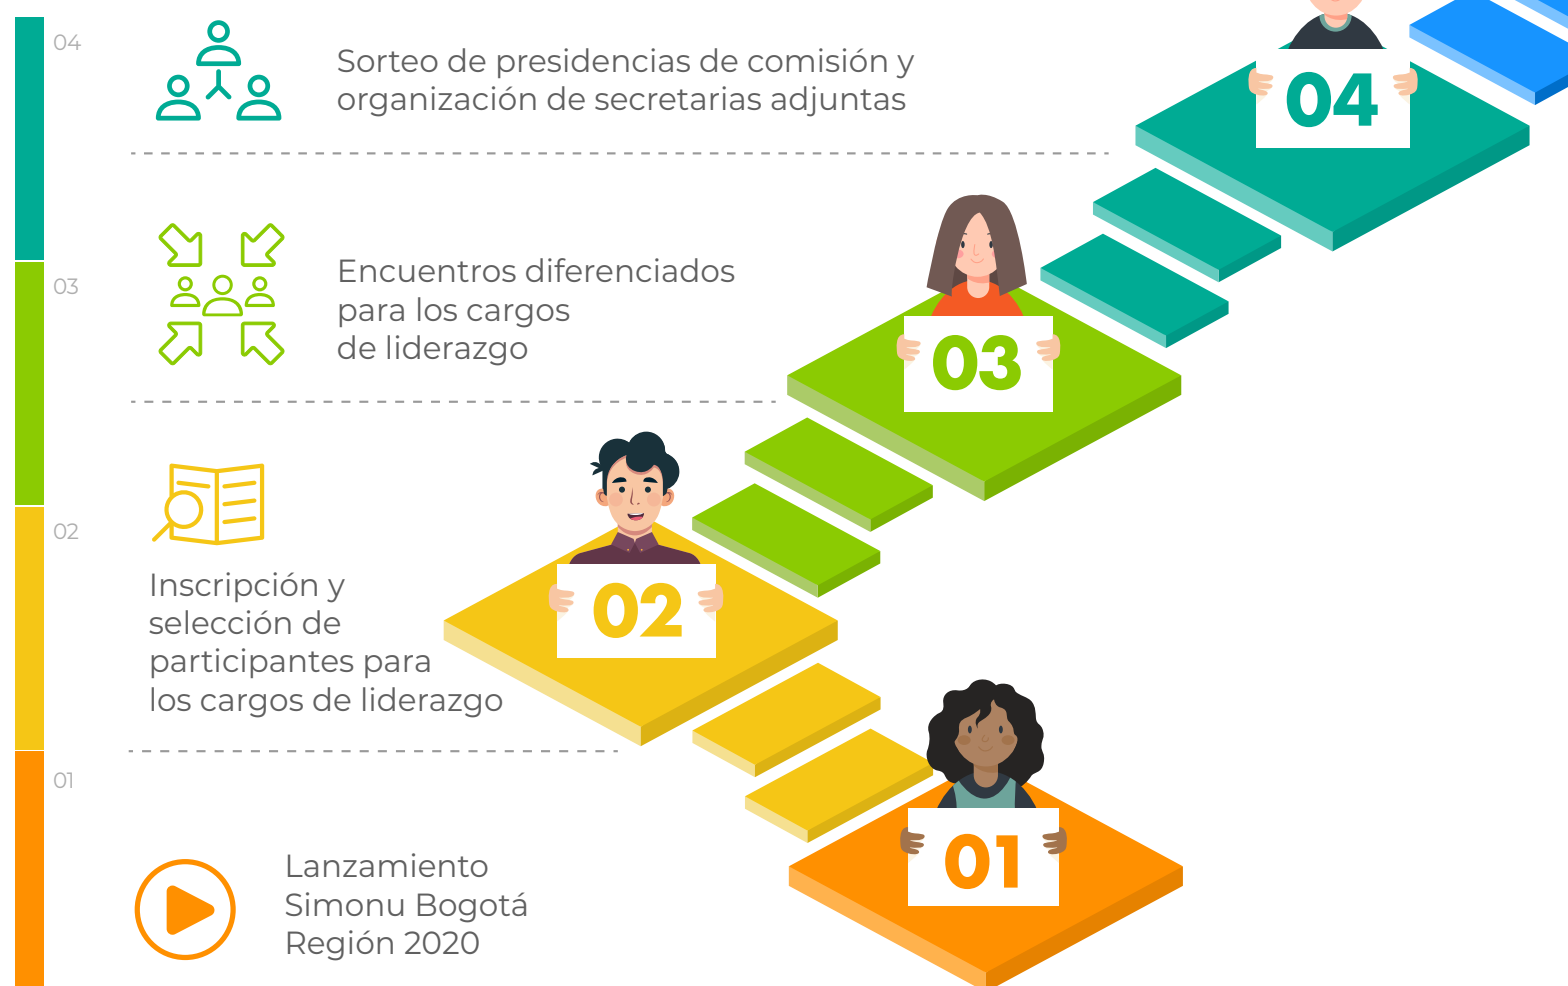 04
Sorteo de presidencias de comisión y
organización de secretarias adjuntas
04
03
Encuentros diferenciados
para los cargos
de liderazgo
03
02
Inscripción y
selección de
participantes para
los cargos de liderazgo
02
01
Lanzamiento
Simonu Bogotá
Región 2020
01